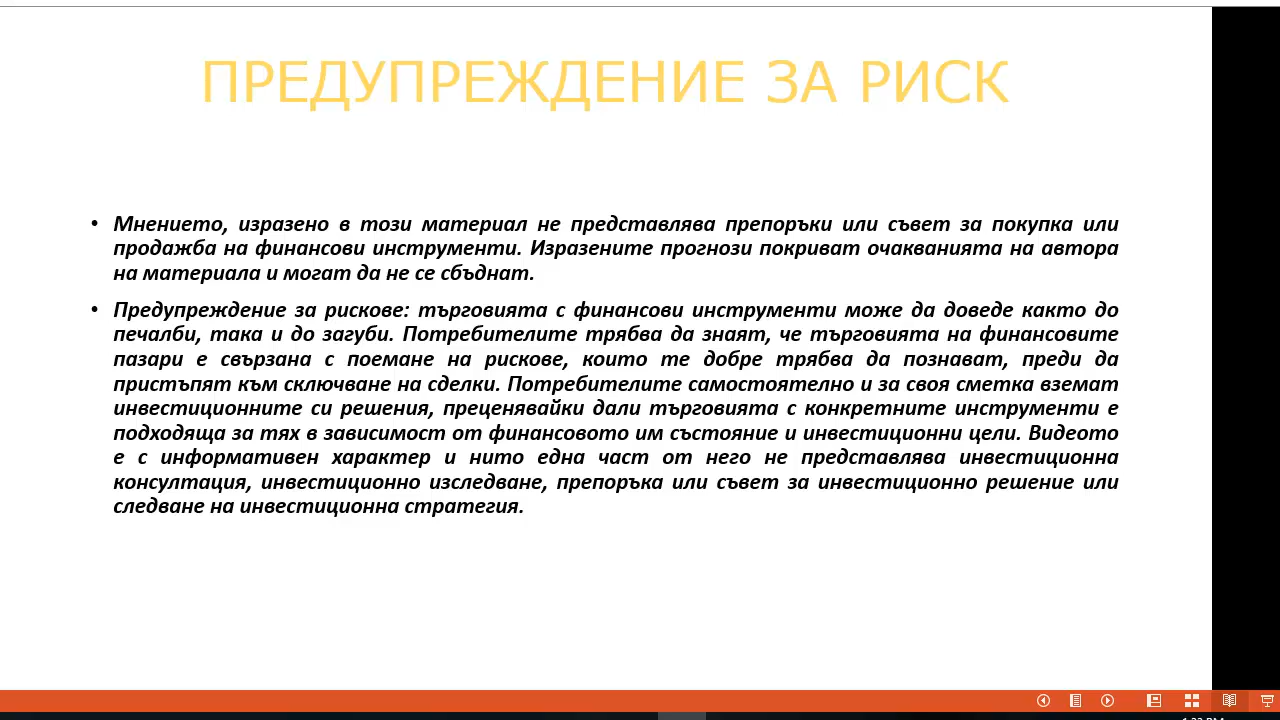 ПРЕДУПРЕЖДЕНИЕ ЗА РИСК
• Мнението, изразено в този материал не представлява препоръки или съвет за покупка или
продажба на финансови инструменти. Изразените прогнози покриват очакванията на автора
на материала и могат да не се сбъднат.
• Предупреждение за рискове: търговията с финансови инструменти може да доведе както до
печалби, така и до загуби. Потребителите трябва да знаят, че търговията на финансовите
пазари е свързана с поемане на рискове, които те добре трябва да познават, преди да
пристъпят към сключване на сделки. Потребителите самостоятелно и за своя сметка вземат
инвестиционните си решения, преценявайки дали търговията с конкретните инструменти е
подходяща за тях в зависимост от финансовото им състояние и инвестиционни цели. Видеото
е с информативен характер и нито една част от него не представлява инвестиционна
консултация, инвестиционно изследване, препоръка или съвет за инвестиционно решение или
следване на инвестиционна стратегия.